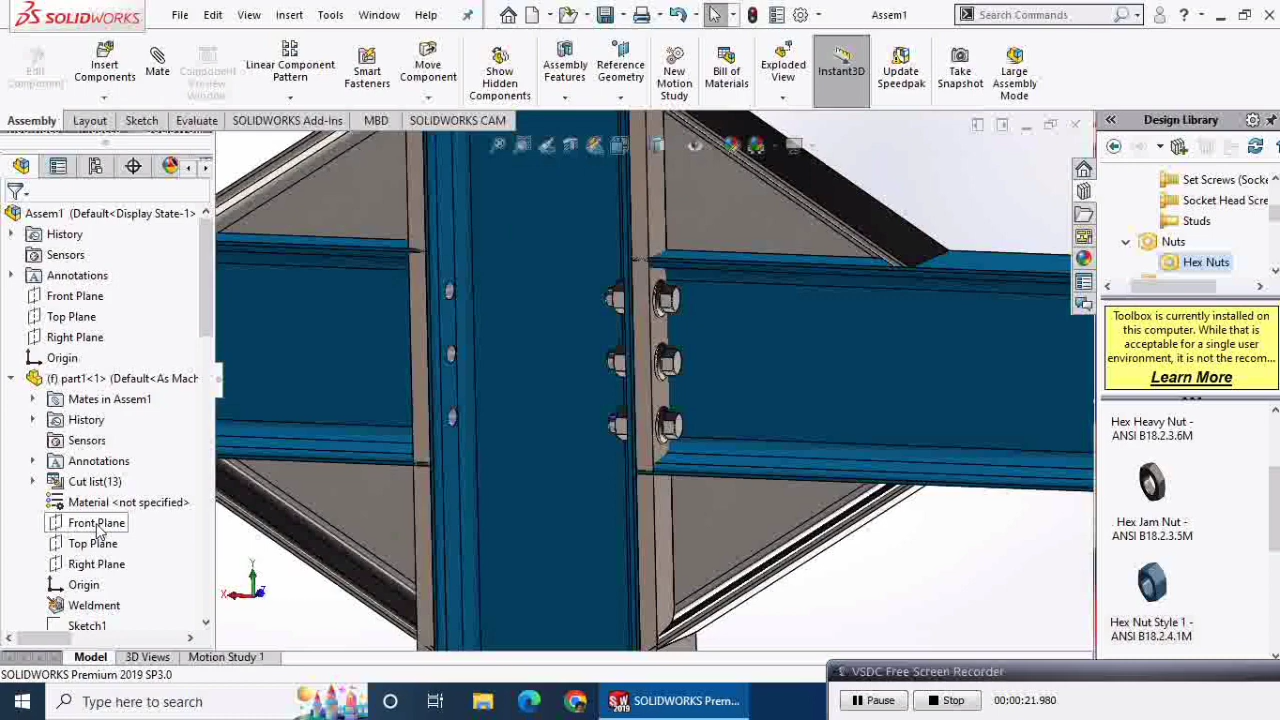 SOLIDWORKS
File
Edit
View
Insert
Tools
Window
Help
Assem1
Search Commands
?
Edit
Component
Insert
Components
Mate
Component
Preview
Window
Linear Component
Pattern
Smart
Fasteners
Move
Component
Show
Hidden
Components
Assembly
Features
Reference
Geometry
New
Motion
Study
Bill of
Materials
Exploded
View
Instant3D
Update
Speedpak
Take
Snapshot
Large
Assembly
Mode
Assembly
Layout
Sketch
Evaluate
SOLIDWORKS Add-Ins
MBD
SOLIDWORKS CAM
Design Library
Assem1 (Default<Display State-1>
History
Sensors
Annotations
Front Plane
Top Plane
Right Plane
Origin
(f) part1<1> (Default<As Mach
Mates in Assem1
History
Sensors
Annotations
Cut list(13)
Material <not specified>
Front Plane
Top Plane
Right Plane
Origin
Weldment
Sketch1
Set Screws (Socke
Socket Head Scre
Studs
Nuts
Hex Nuts
Toolbox is currently installed on
this computer. While that is
acceptable for a single user
environment, it is not the recom...
Learn More
Hex Heavy Nut -
ANSI B18.2.3.6M
Hex Jam Nut -
ANSI B18.2.3.5M
Hex Nut Style 1 -
ANSI B18.2.4.1M
Y
X
Z
Model
3D Views
Motion Study 1
SOLIDWORKS Premium 2019 SP3.0
VSDC Free Screen Recorder
Pause
Stop
00:00:21.980
Type here to search
SW
2019
SOLIDWORKS Prem...